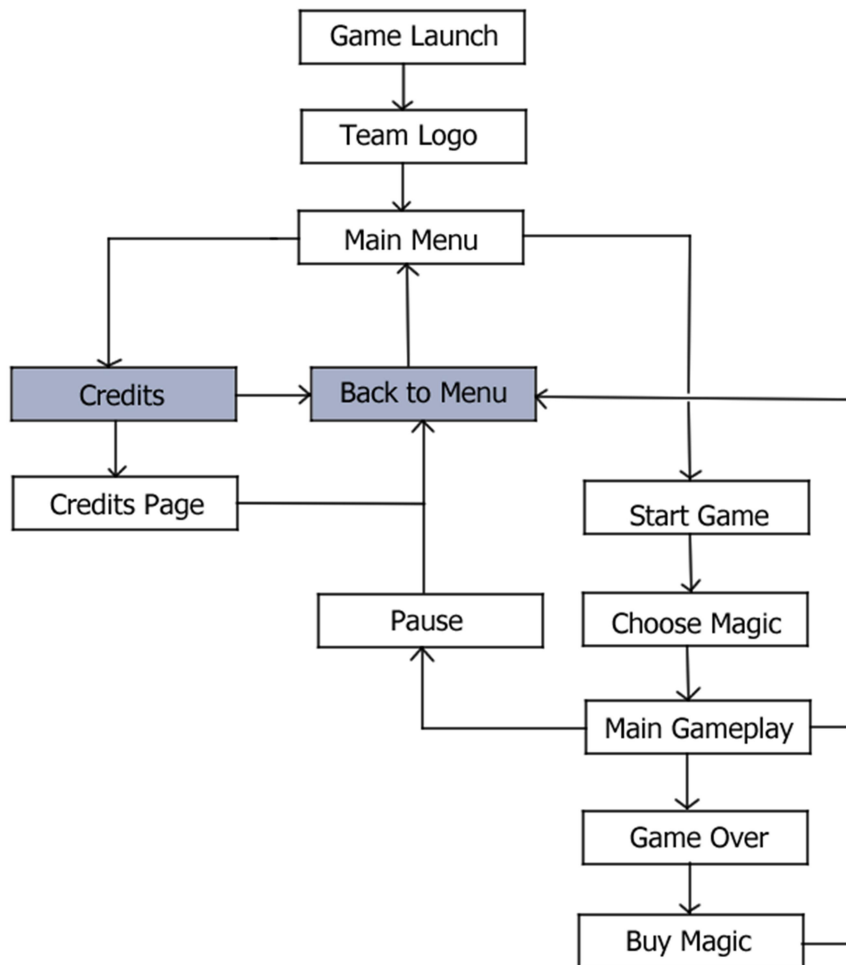 Game Launch
Team Logo
Main Menu
Credits
Back to Menu
Credits Page
Start Game
Pause
Choose Magic
Main Gameplay
Game Over
Buy Magic